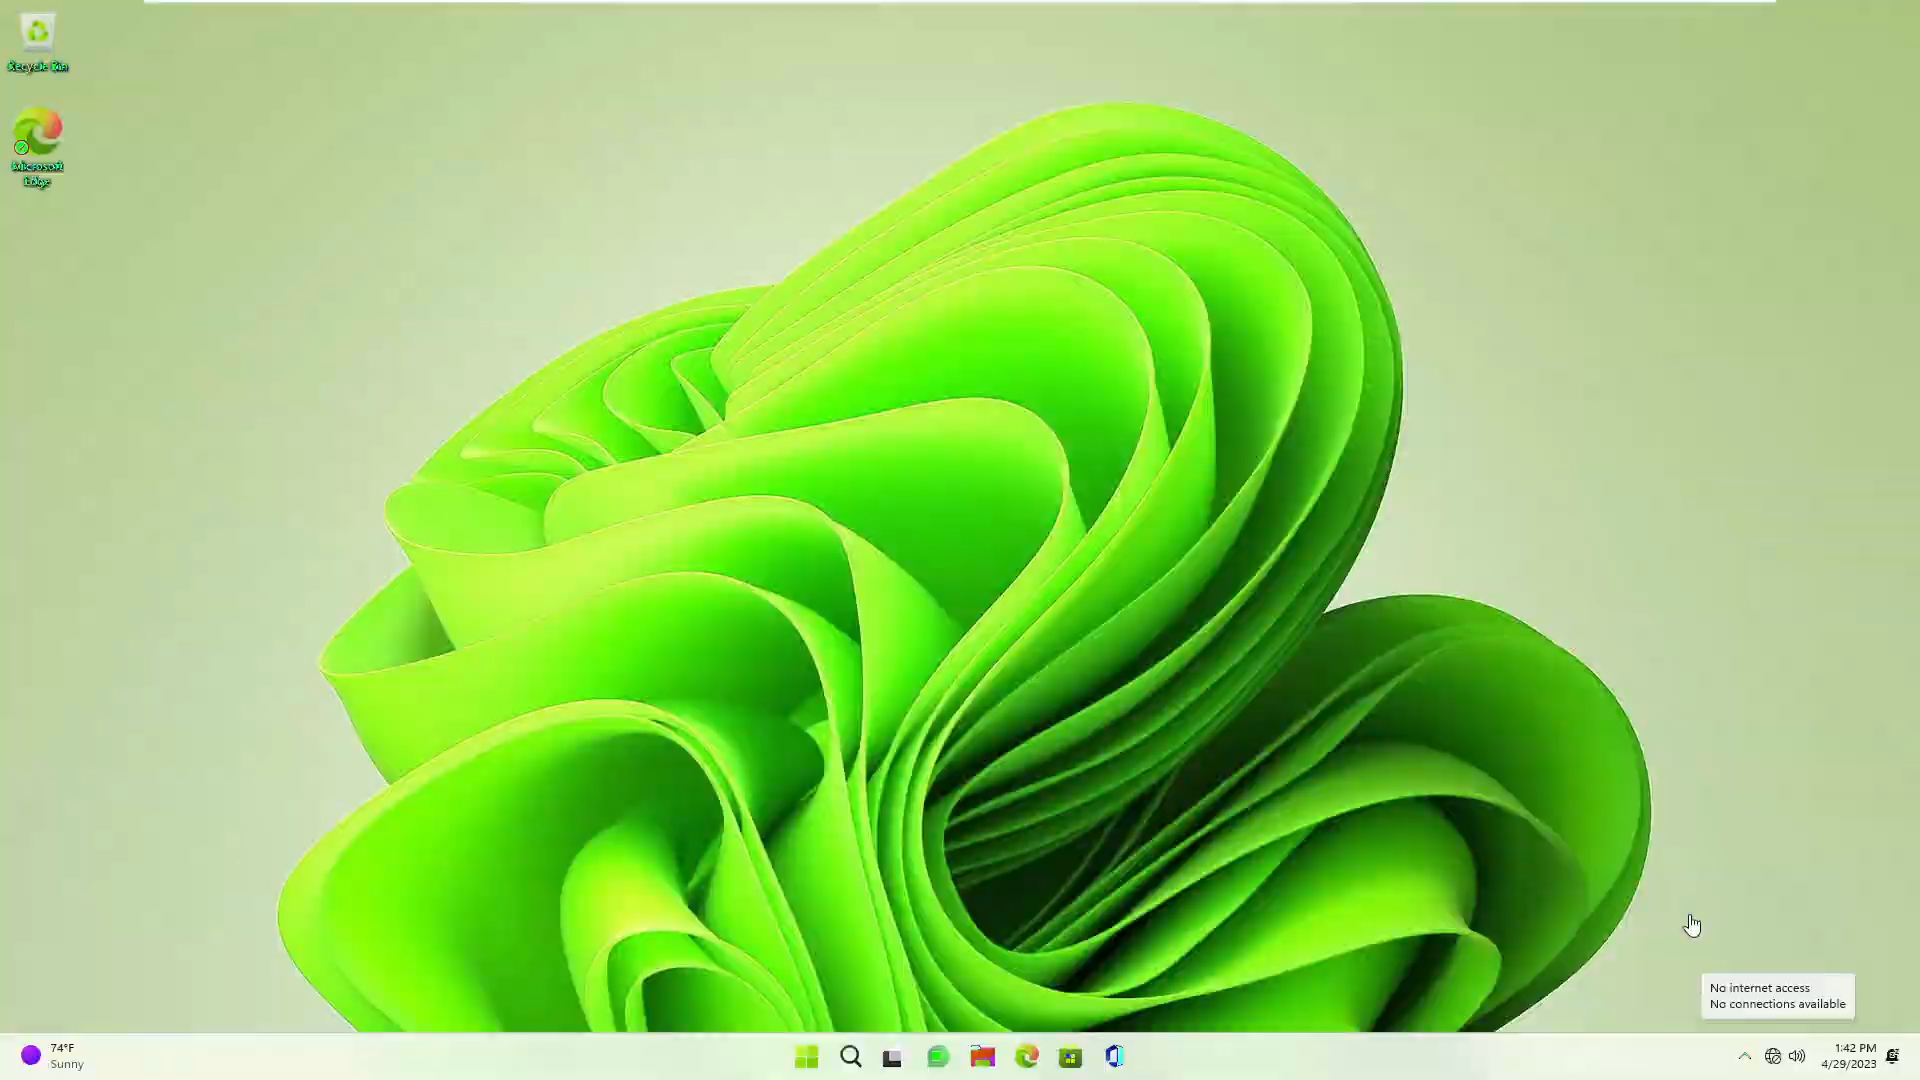 Recycle Bin
Microsoft
Edge
No internet access
No connections available
74°F
Sunny
1:42 PM
4/29/2023